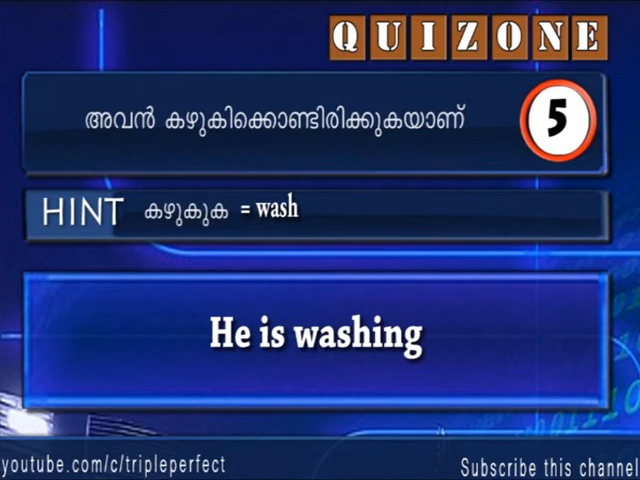 QUIZONE
അവൻ കഴുകിക്കൊണ്ടിരിക്കുകയാണ്
5
HINT കഴുകുക = wash
He is washing
youtube.com/c/tripleperfect
Subscribe this channel